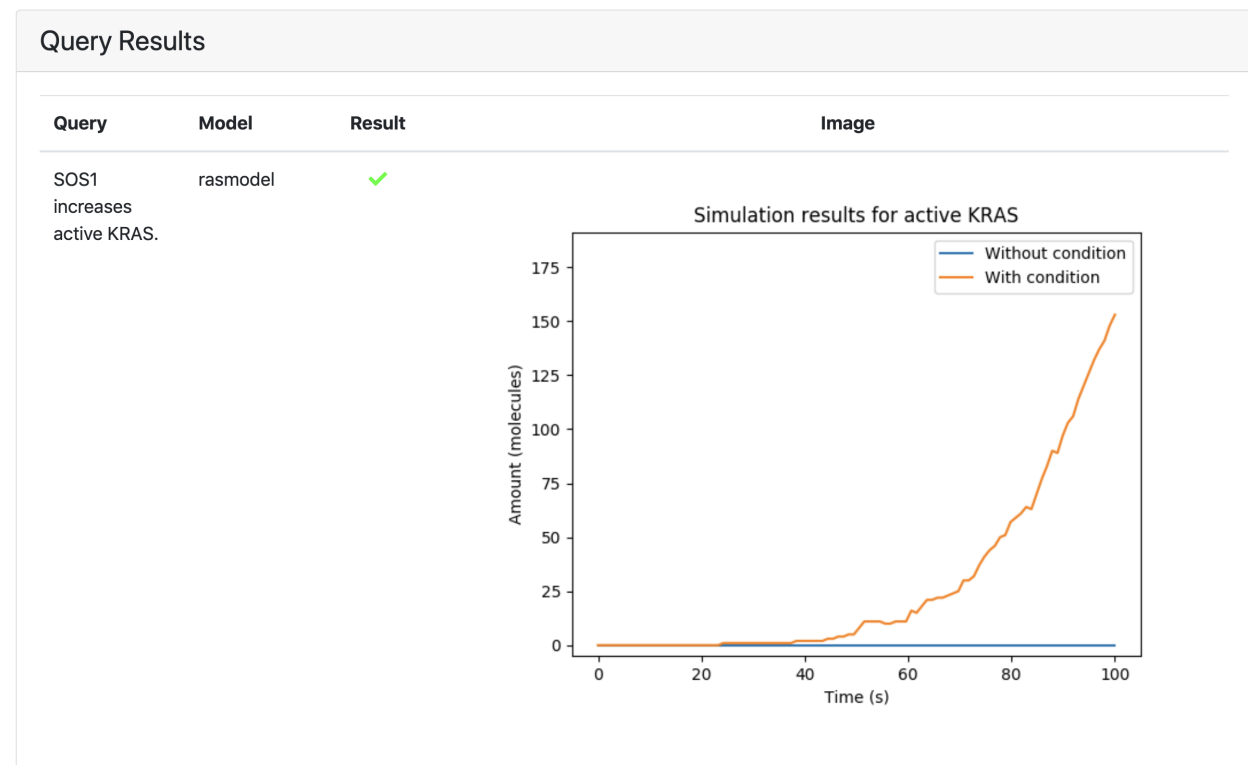 Query Results
Query Model Result Image
SOS1
increases
active KRAS.
rasmodel
Simulation results for active KRAS
Without condition
With condition
175
150
125
100
75
50
25
0
Amount (molecules)
0 20 40 60 80 100
Time (s)